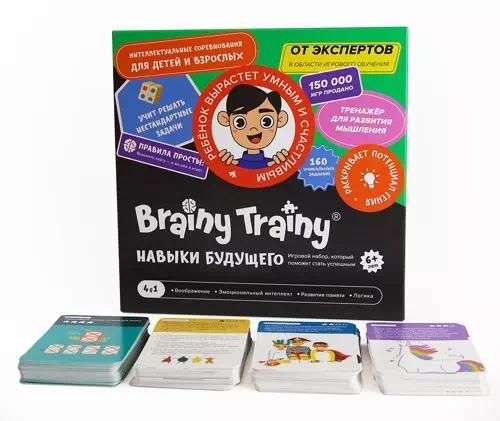 ИНТЕЛЛЕКТУАЛЬНЫЕ СОРЕВНОВАНИЯ
ДЛЯ ДЕТЕЙ И ВЗРОСЛЫХ
ОТ ЭКСПЕРТОВ
В ОБЛАСТИ ИГРОВОГО ОБУЧЕНИЯ
150 000
ИГР ПРОДАНО
УЧИТ РЕШАТЬ
НЕСТАНДАРТНЫЕ
ЗАДАЧИ
РЕБЁНОК ВЫРАСТЕТ УМНЫМ И СЧАСТЛИВЫМ
ТРЕНАЖЁР
ДЛЯ РАЗВИТИЯ
МЫШЛЕНИЯ
ПРАВИЛА ПРОСТЫ:
160
УНИКАЛЬНЫХ
ЗАДАНИЙ
РАСКРЫВАЕТ ПОТЕНЦИАЛ ГЕНИЯ
Brainy Trainy®
НАВЫКИ БУДУЩЕГО
Игровой набор, который
поможет стать успешным
6+
лет
4в1
• Воображение • Эмоциональный интеллект • Развитие памяти • Логика